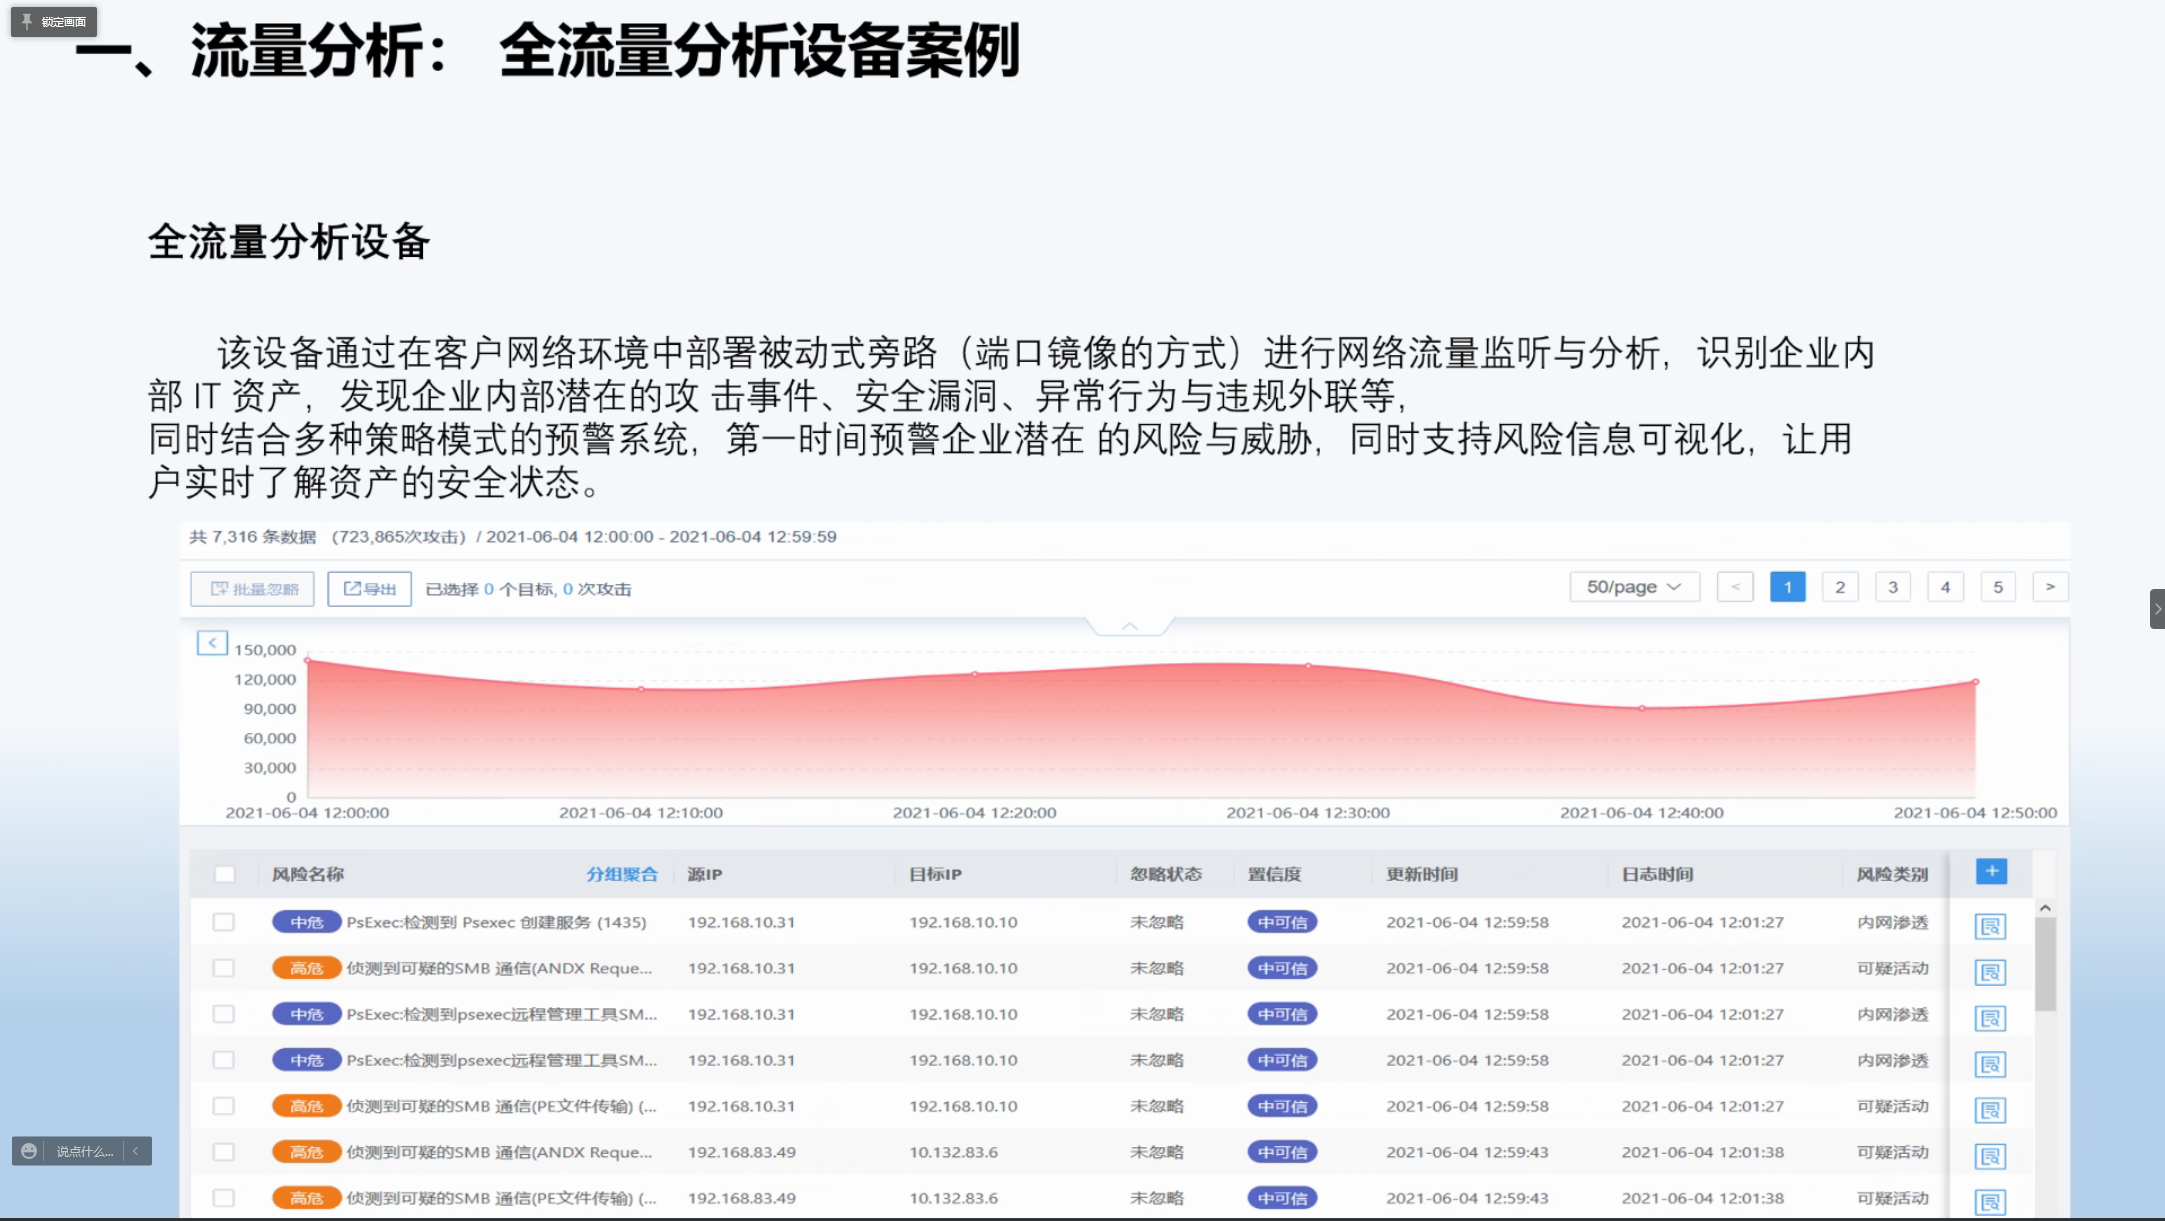 锁定画面
一、流量分析： 全流量分析设备案例
全流量分析设备
该设备通过在客户网络环境中部署被动式旁路（端口镜像的方式）进行网络流量监听与分析，识别企业内
部 IT 资产，发现企业内部潜在的攻 击事件、安全漏洞、异常行为与违规外联等，
同时结合多种策略模式的预警系统，第一时间预警企业潜在 的风险与威胁，同时支持风险信息可视化，让用
户实时了解资产的安全状态。
共 7,316 条数据 （723,865次攻击）/ 2021-06-04 12:00:00 - 2021-06-04 12:59:59
批量忽略 导出 已选择 0 个目标, 0 次攻击 50/page < 1 2 3 4 5 >
150,000
120,000
90,000
60,000
30,000
0
2021-06-04 12:00:00 2021-06-04 12:10:00 2021-06-04 12:20:00 2021-06-04 12:30:00 2021-06-04 12:40:00 2021-06-04 12:50:00
风险名称 分组聚合 源IP 目标IP 忽略状态 置信度 更新时间 日志时间 风险类别
中危 PsExec:检测到 Psexec 创建服务 (1435) 192.168.10.31 192.168.10.10 未忽略 中可信 2021-06-04 12:59:58 2021-06-04 12:01:27 内网渗透
高危 侦测到可疑的SMB 通信(ANDX Reque... 192.168.10.31 192.168.10.10 未忽略 中可信 2021-06-04 12:59:58 2021-06-04 12:01:27 可疑活动
中危 PsExec:检测到psexec远程管理工具SM... 192.168.10.31 192.168.10.10 未忽略 中可信 2021-06-04 12:59:58 2021-06-04 12:01:27 内网渗透
中危 PsExec:检测到psexec远程管理工具SM... 192.168.10.31 192.168.10.10 未忽略 中可信 2021-06-04 12:59:58 2021-06-04 12:01:27 内网渗透
高危 侦测到可疑的SMB 通信(PE文件传输) (... 192.168.10.31 192.168.10.10 未忽略 中可信 2021-06-04 12:59:58 2021-06-04 12:01:27 可疑活动
高危 侦测到可疑的SMB 通信(ANDX Reque... 192.168.83.49 10.132.83.6 未忽略 中可信 2021-06-04 12:59:43 2021-06-04 12:01:38 可疑活动
高危 侦测到可疑的SMB 通信(PE文件传输) (... 192.168.83.49 10.132.83.6 未忽略 中可信 2021-06-04 12:59:43 2021-06-04 12:01:38 可疑活动
说点什么...